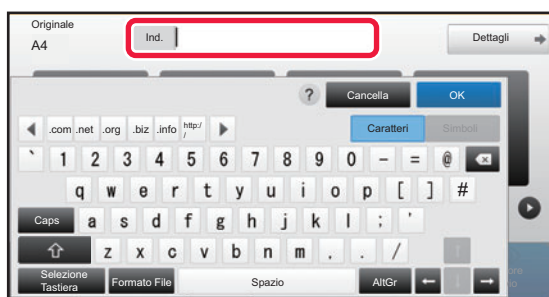 Originale
A4
Ind.
Dettagli
? Cancella OK
.com .net .org .biz .info http:/
/
Caratteri Simboli
` 1 2 3 4 5 6 7 8 9 0 - = @
q w e r t y u i o p [ ] #
Caps a s d f g h j k l ; '
z x c v b n m , . /
Selezione
Tastiera
Formato File Spazio AltGr